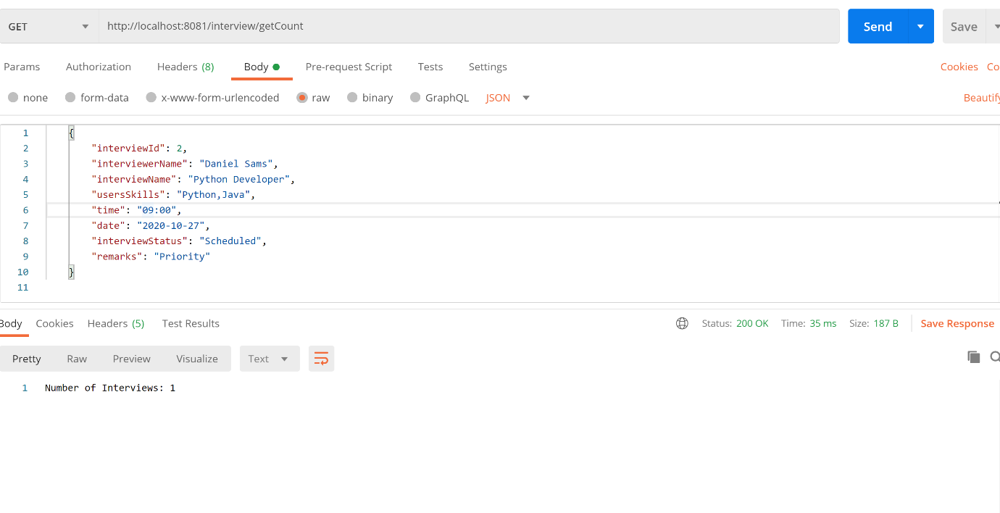 GET http://localhost:8081/interview/getCount Send Save
Params Authorization Headers (8) Body Pre-request Script Tests Settings Cookies Co
none form-data x-www-form-urlencoded raw binary GraphQL JSON Beautify
1 {
2 "interviewId": 2,
3 "interviewerName": "Daniel Sams",
4 "interviewName": "Python Developer",
5 "usersSkills": "Python,Java",
6 "time": "09:00",
7 "date": "2020-10-27",
8 "interviewStatus": "Scheduled",
9 "remarks": "Priority"
10 }
11
Body Cookies Headers (5) Test Results Status: 200 OK Time: 35 ms Size: 187 B Save Response
Pretty Raw Preview Visualize Text
1 Number of Interviews: 1